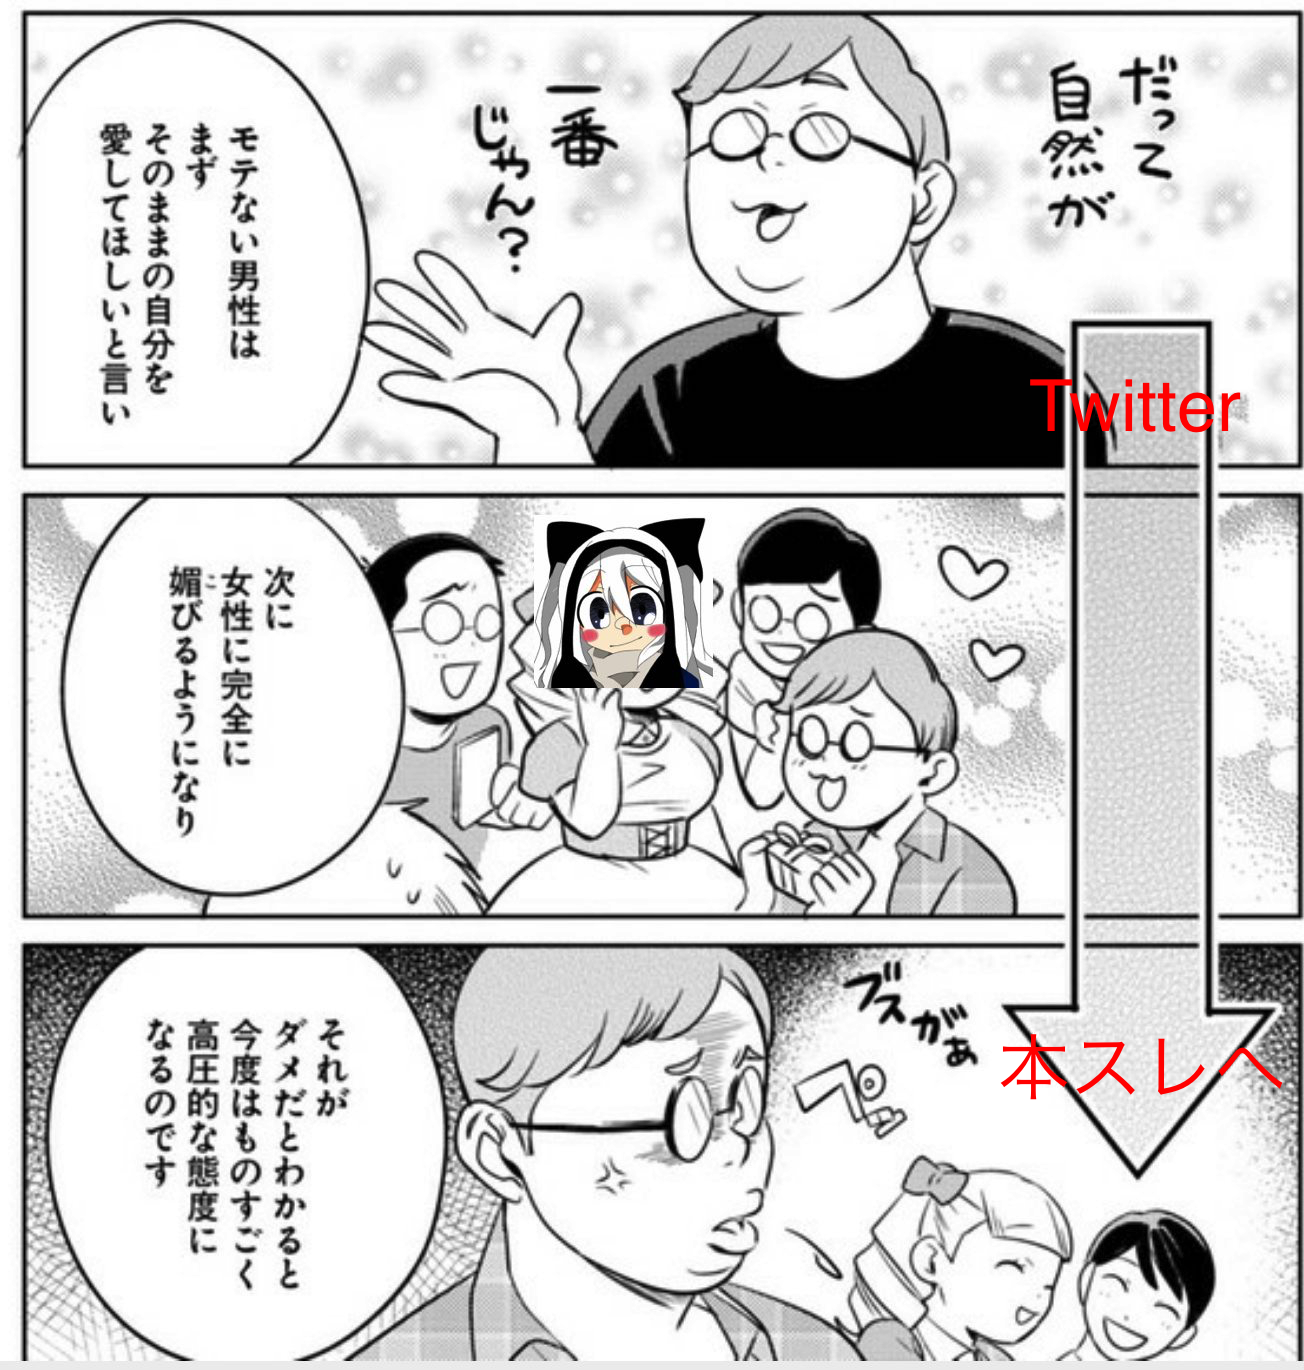 だって
自然が
一番
じゃん?
モテない男性は
まず
そのままの自分を
愛してほしいと言い
Twitter
次に
女性に完全に
媚びるようになり
こ
ブスがぁ
ペッ
それが
ダメだとわかると
今度はものすごく
高圧的な態度に
なるのです
本スレへ